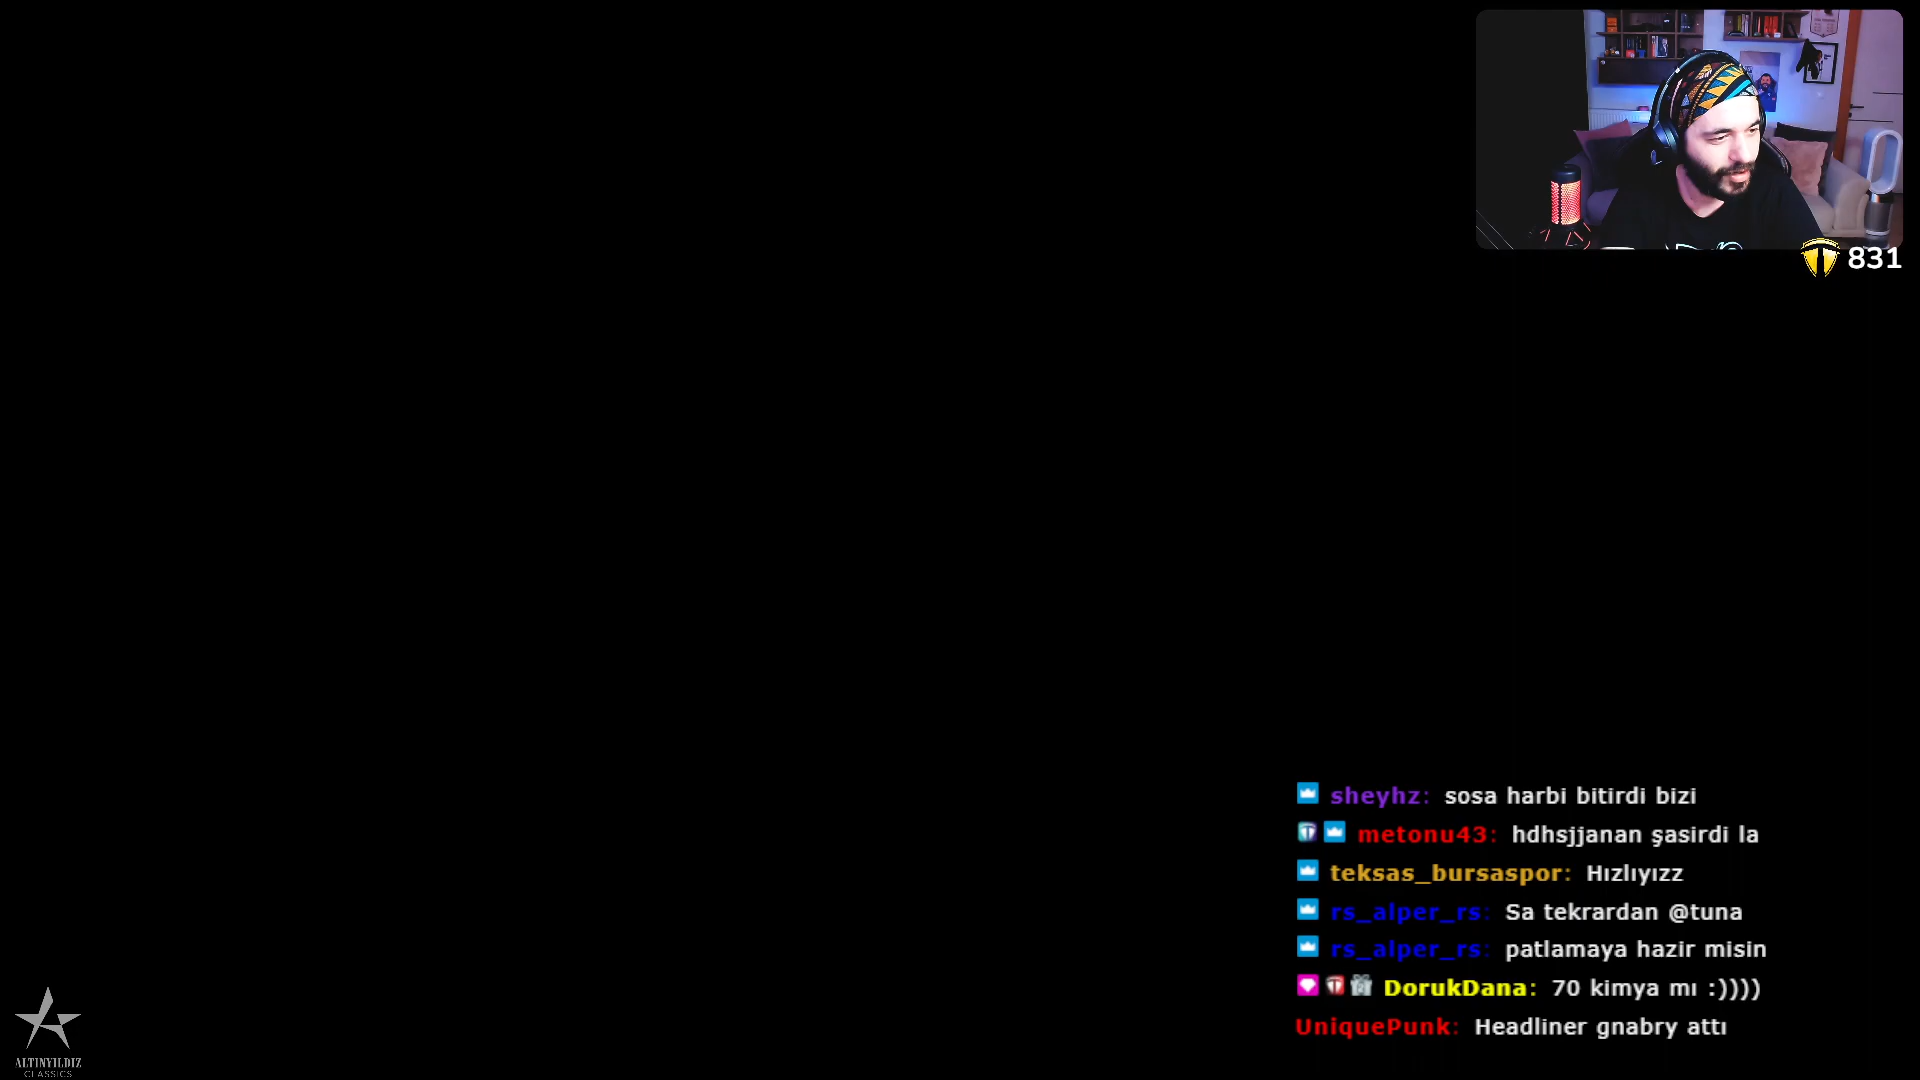 831
sheyhz: sosa harbi bitirdi bizi
metonu43: hdhsjjanan şasirdi la
teksas_bursaspor: Hızlıyızz
rs_alper_rs: Sa tekrardan @tuna
rs_alper_rs: patlamaya hazir misin
DorukDana: 70 kimya mı :))))
UniquePunk: Headliner gnabry attı
ALTINYILDIZ
CLASSICS